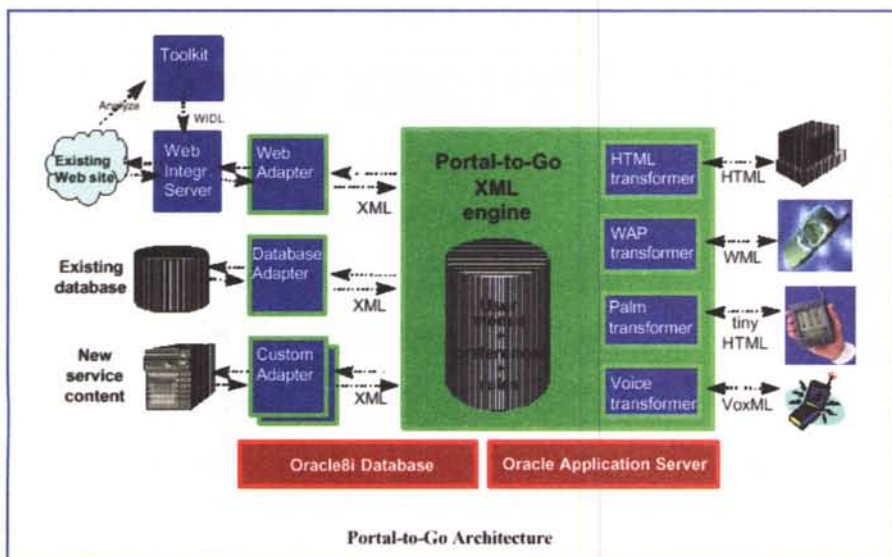 Toolkit
Analyze
WIDL
Existing
Web site
Web
Integr.
Server
Web
Adapter
XML
Existing
database
Database
Adapter
XML
New
service
content
Custom
Adapter
XML
Portal-to-Go
XML
engine
User
rules
HTML
transformer
HTML
WAP
transformer
WML
Palm
transformer
tiny
HTML
Voice
transformer
VoxML
Oracle8i Database
Oracle Application Server
Portal-to-Go Architecture